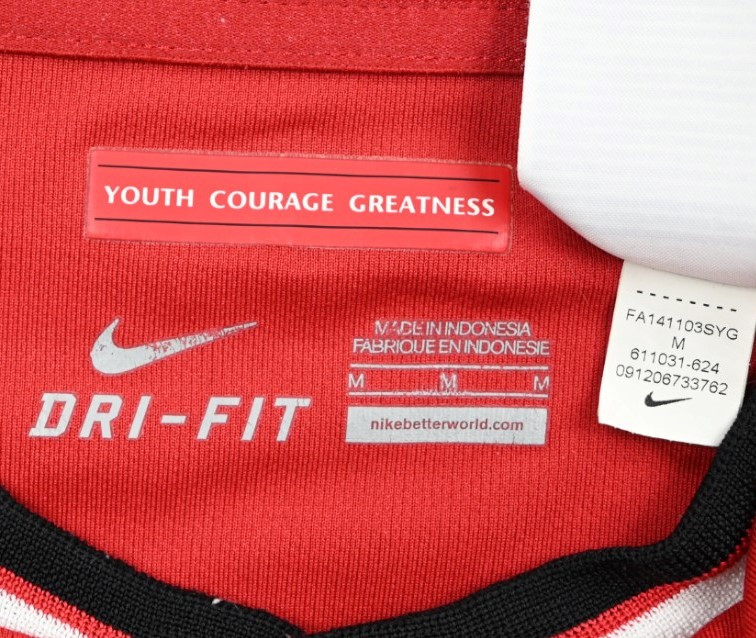 YOUTH COURAGE GREATNESS
MADE IN INDONESIA
FABRIQUE EN INDONESIE
M M M
DRI-FIT
nikebetterworld.com
FA141103SYG
M
611031-624
091206733762